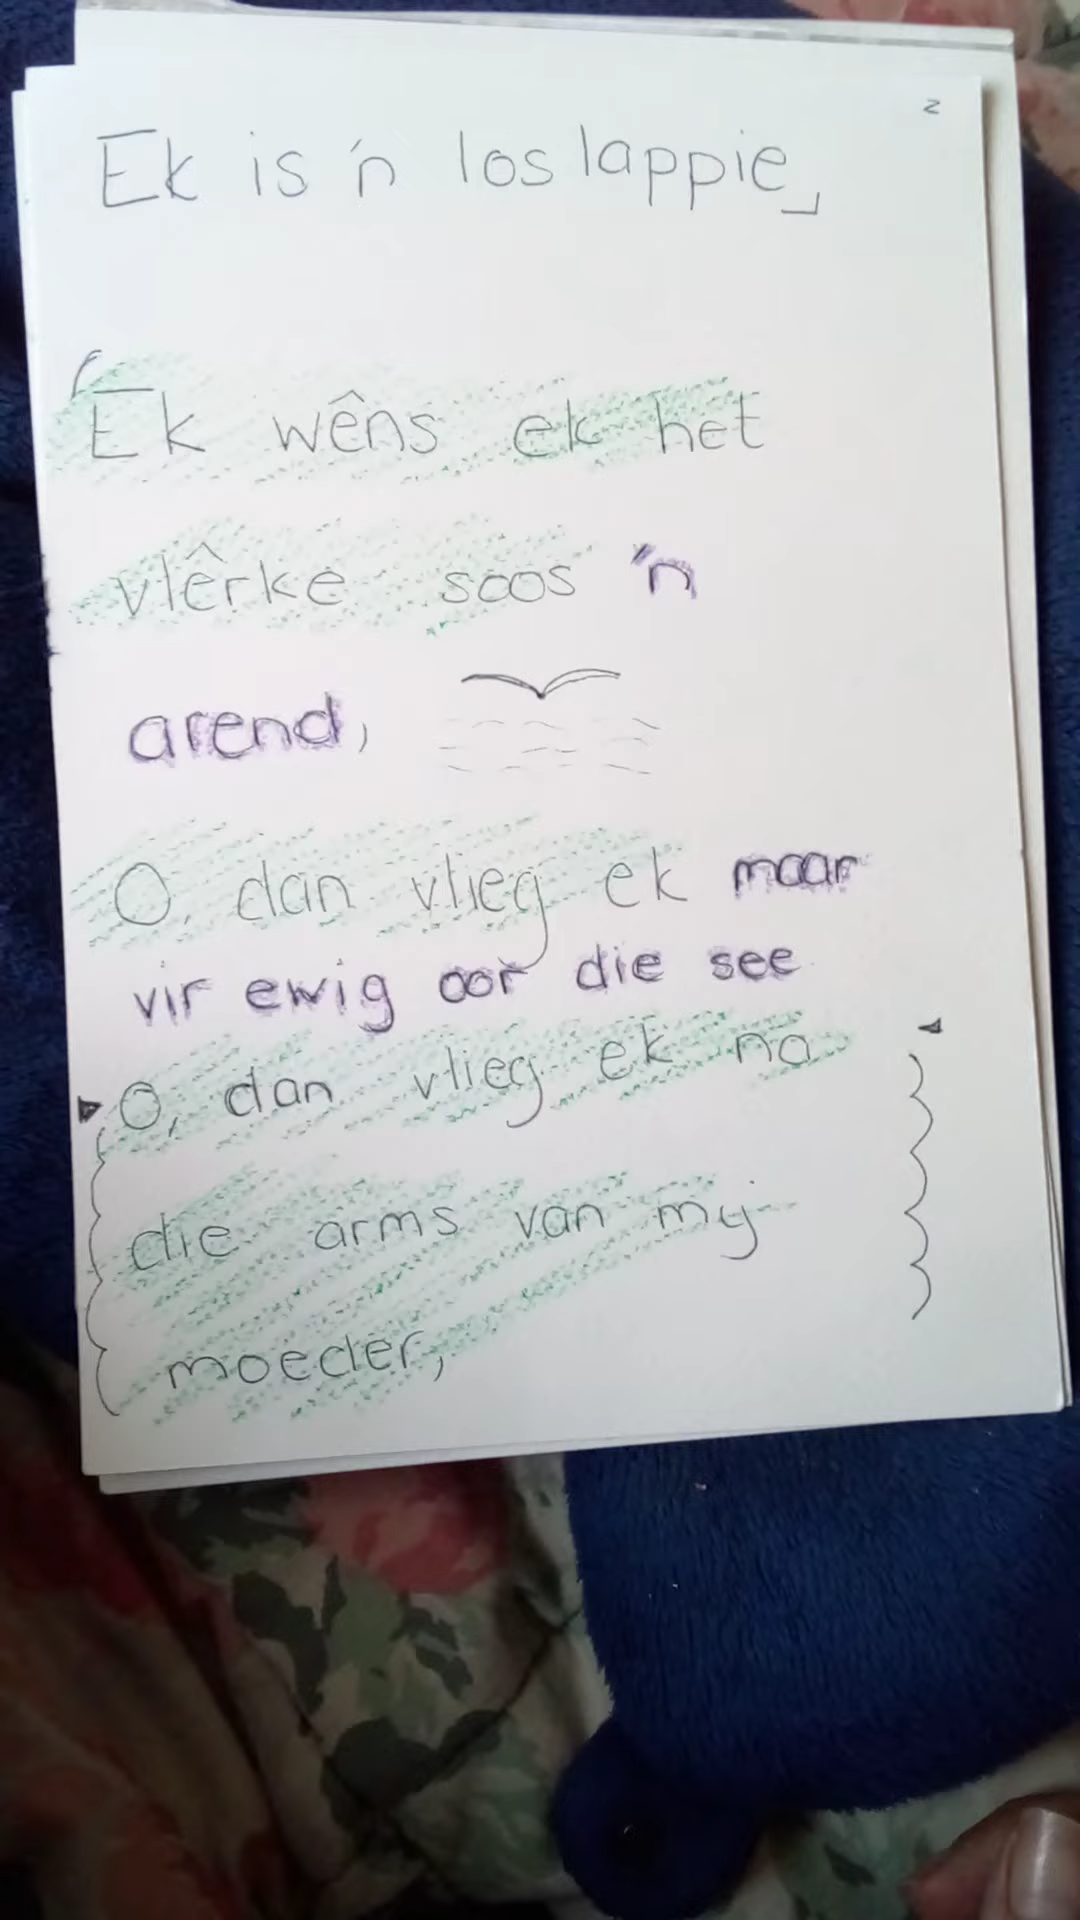 2
Ek is 'n los lappie
Ek wêns ek het
vlêrke soos 'n
arend,
O, dan vlieg ek maar
vir ewig oor die see
O, dan vlieg ek na
die arms van my
moeder,